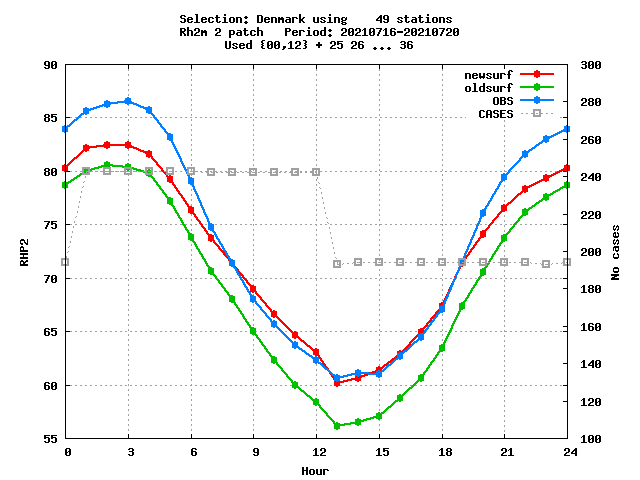 Selection: Denmark using    49 stations
Rh2m 2 patch   Period: 20210716-20210720
Used {00,12} + 25 26 ... 36
90
85
80
75
70
65
60
55
RHP2
300
280
260
240
220
200
180
160
140
120
100
No cases
newsurf
oldsurf
OBS
CASES
0 3 6 9 12 15 18 21 24
Hour